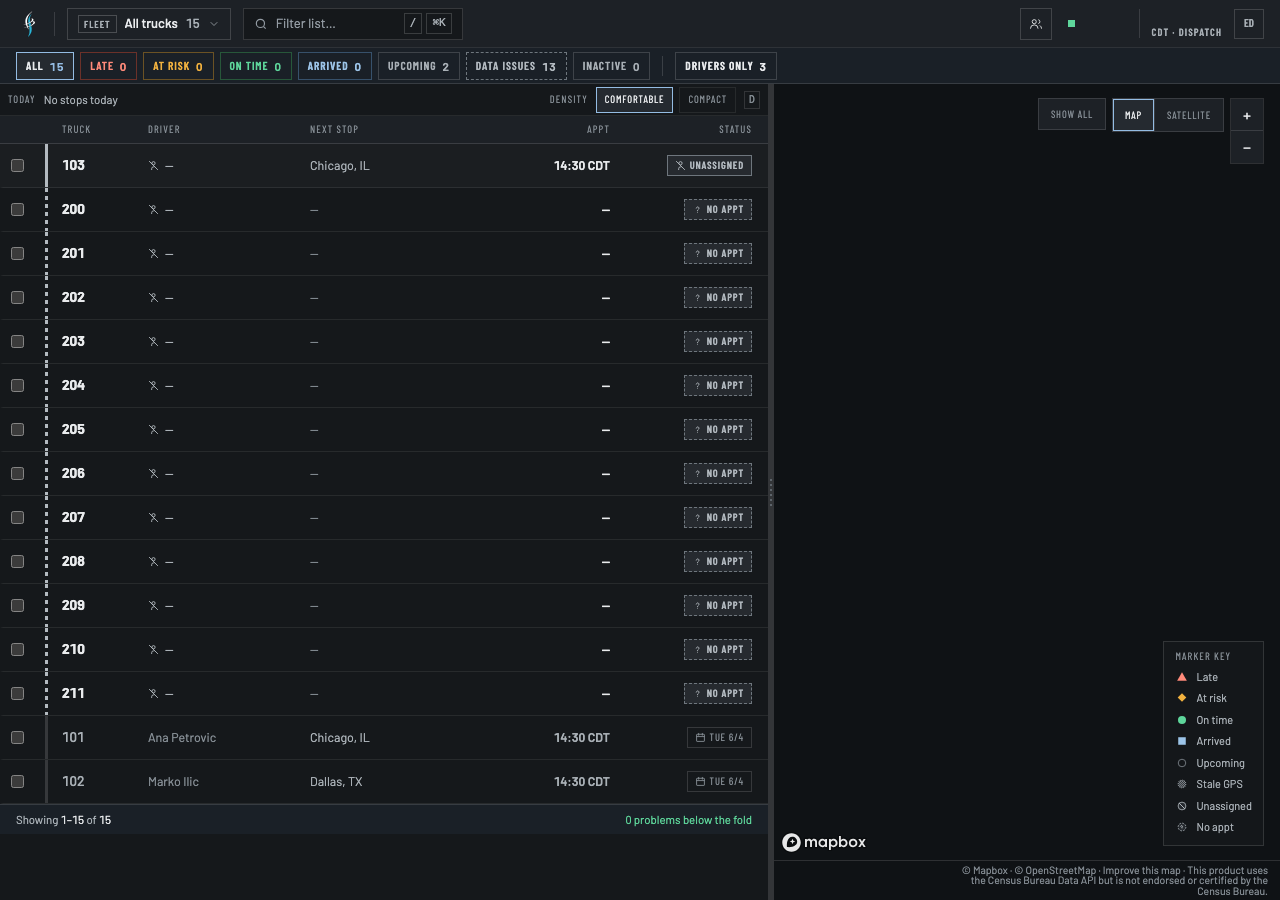 FLEET All trucks 15 Filter list... / ⌘K CDT · DISPATCH ED
ALL 15 LATE 0 AT RISK 0 ON TIME 0 ARRIVED 0 UPCOMING 2 DATA ISSUES 13 INACTIVE 0 DRIVERS ONLY 3
TODAY No stops today DENSITY COMFORTABLE COMPACT D
TRUCK DRIVER NEXT STOP APPT STATUS
103 — Chicago, IL 14:30 CDT UNASSIGNED
200 — — — ? NO APPT
201 — — — ? NO APPT
202 — — — ? NO APPT
203 — — — ? NO APPT
204 — — — ? NO APPT
205 — — — ? NO APPT
206 — — — ? NO APPT
207 — — — ? NO APPT
208 — — — ? NO APPT
209 — — — ? NO APPT
210 — — — ? NO APPT
211 — — — ? NO APPT
101 Ana Petrovic Chicago, IL 14:30 CDT TUE 6/4
102 Marko Ilic Dallas, TX 14:30 CDT TUE 6/4
Showing 1–15 of 15 0 problems below the fold
SHOW ALL MAP SATELLITE +
−
MARKER KEY
Late
At risk
On time
Arrived
Upcoming
Stale GPS
Unassigned
No appt
mapbox
© Mapbox · © OpenStreetMap · Improve this map · This product uses
the Census Bureau Data API but is not endorsed or certified by the
Census Bureau.